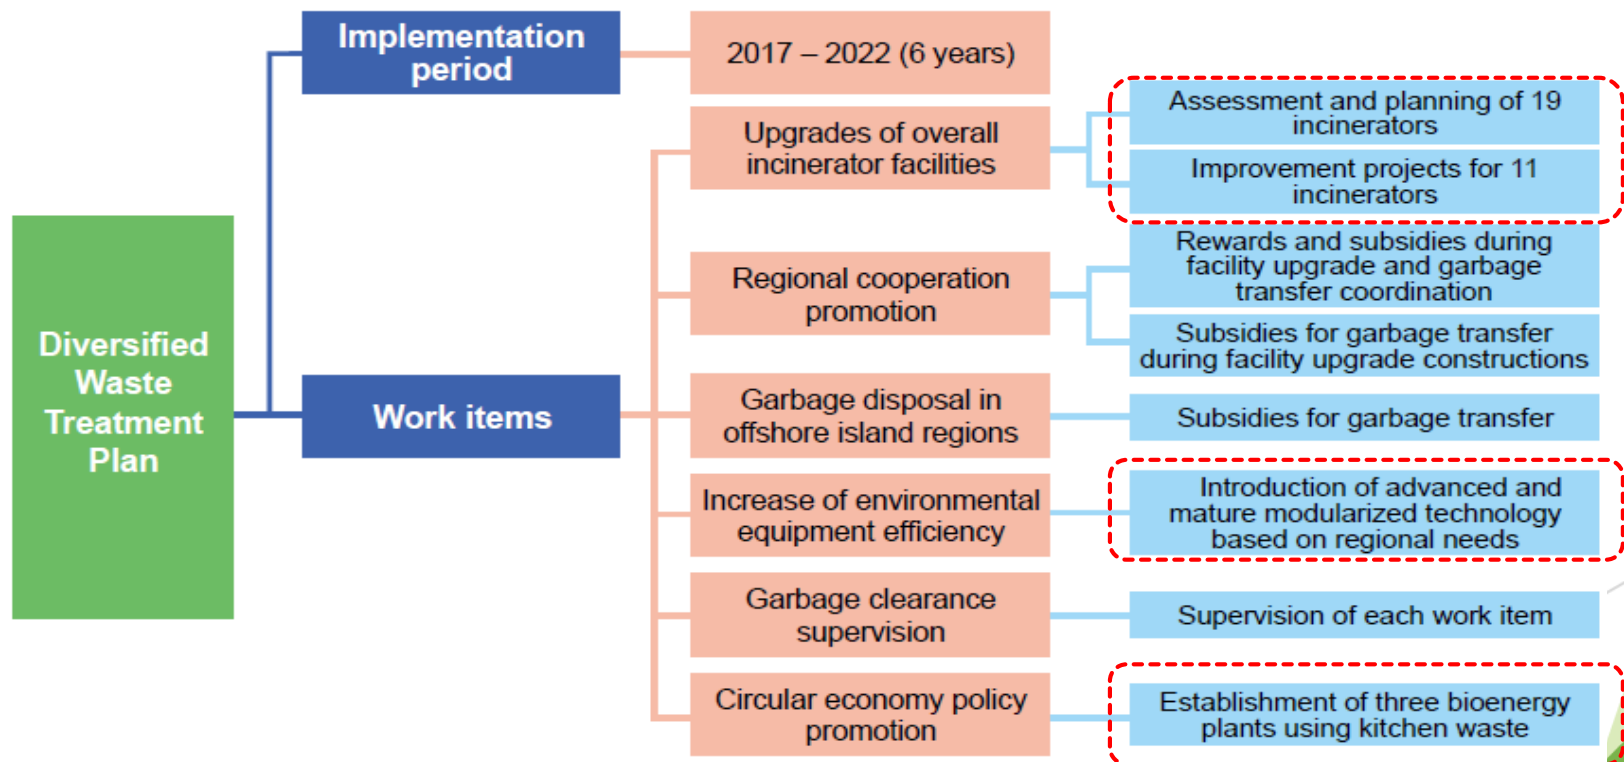 Diversified
Waste
Treatment
Plan
Implementation
period
2017 – 2022 (6 years)
Work items
Upgrades of overall
incinerator facilities
Assessment and planning of 19
incinerators
Improvement projects for 11
incinerators
Regional cooperation
promotion
Rewards and subsidies during
facility upgrade and garbage
transfer coordination
Subsidies for garbage transfer
during facility upgrade constructions
Garbage disposal in
offshore island regions
Subsidies for garbage transfer
Increase of environmental
equipment efficiency
Introduction of advanced and
mature modularized technology
based on regional needs
Garbage clearance
supervision
Supervision of each work item
Circular economy policy
promotion
Establishment of three bioenergy
plants using kitchen waste